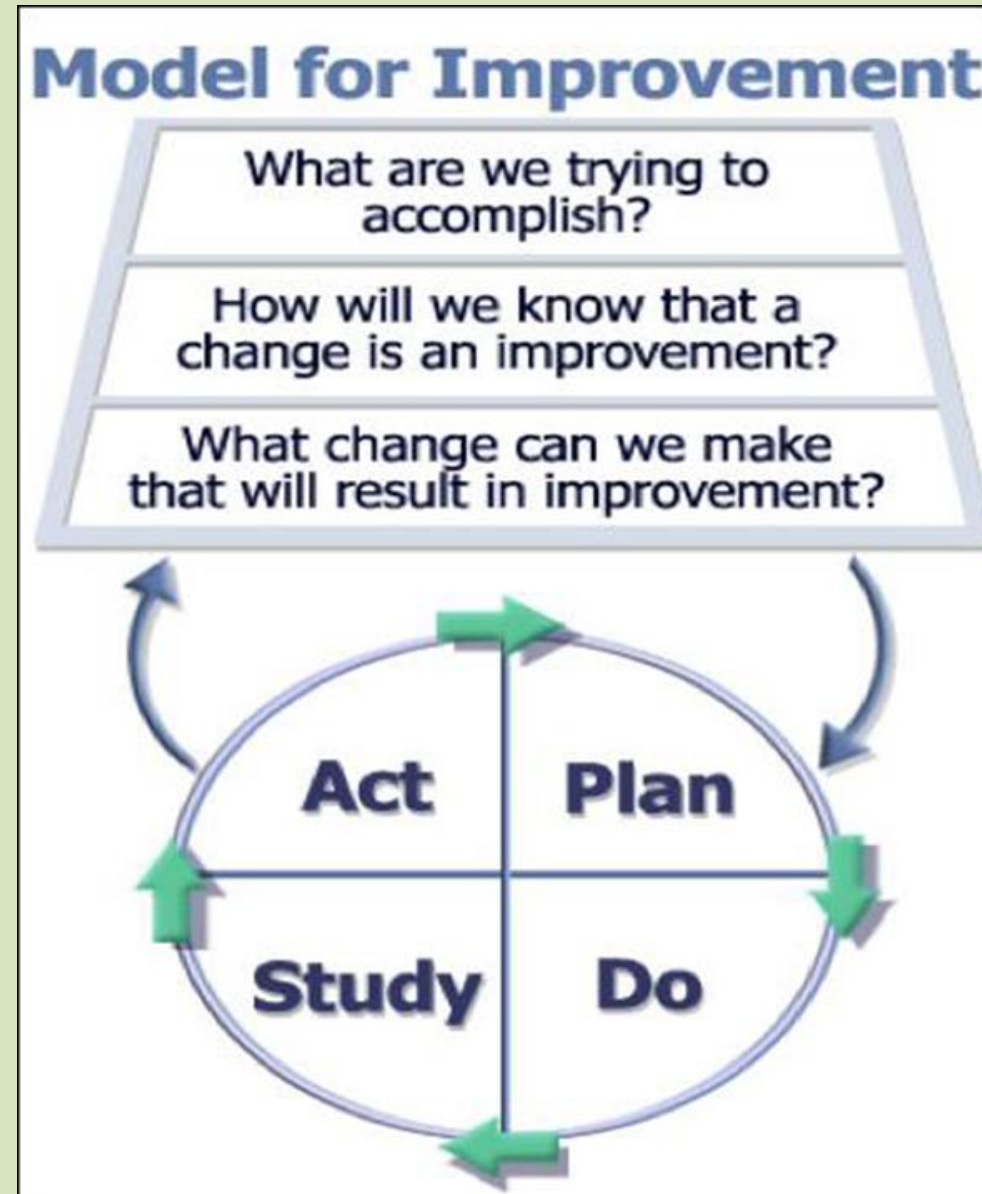 Model for Improvement
What are we trying to
accomplish?
How will we know that a
change is an improvement?
What change can we make
that will result in improvement?
Act
Plan
Study
Do